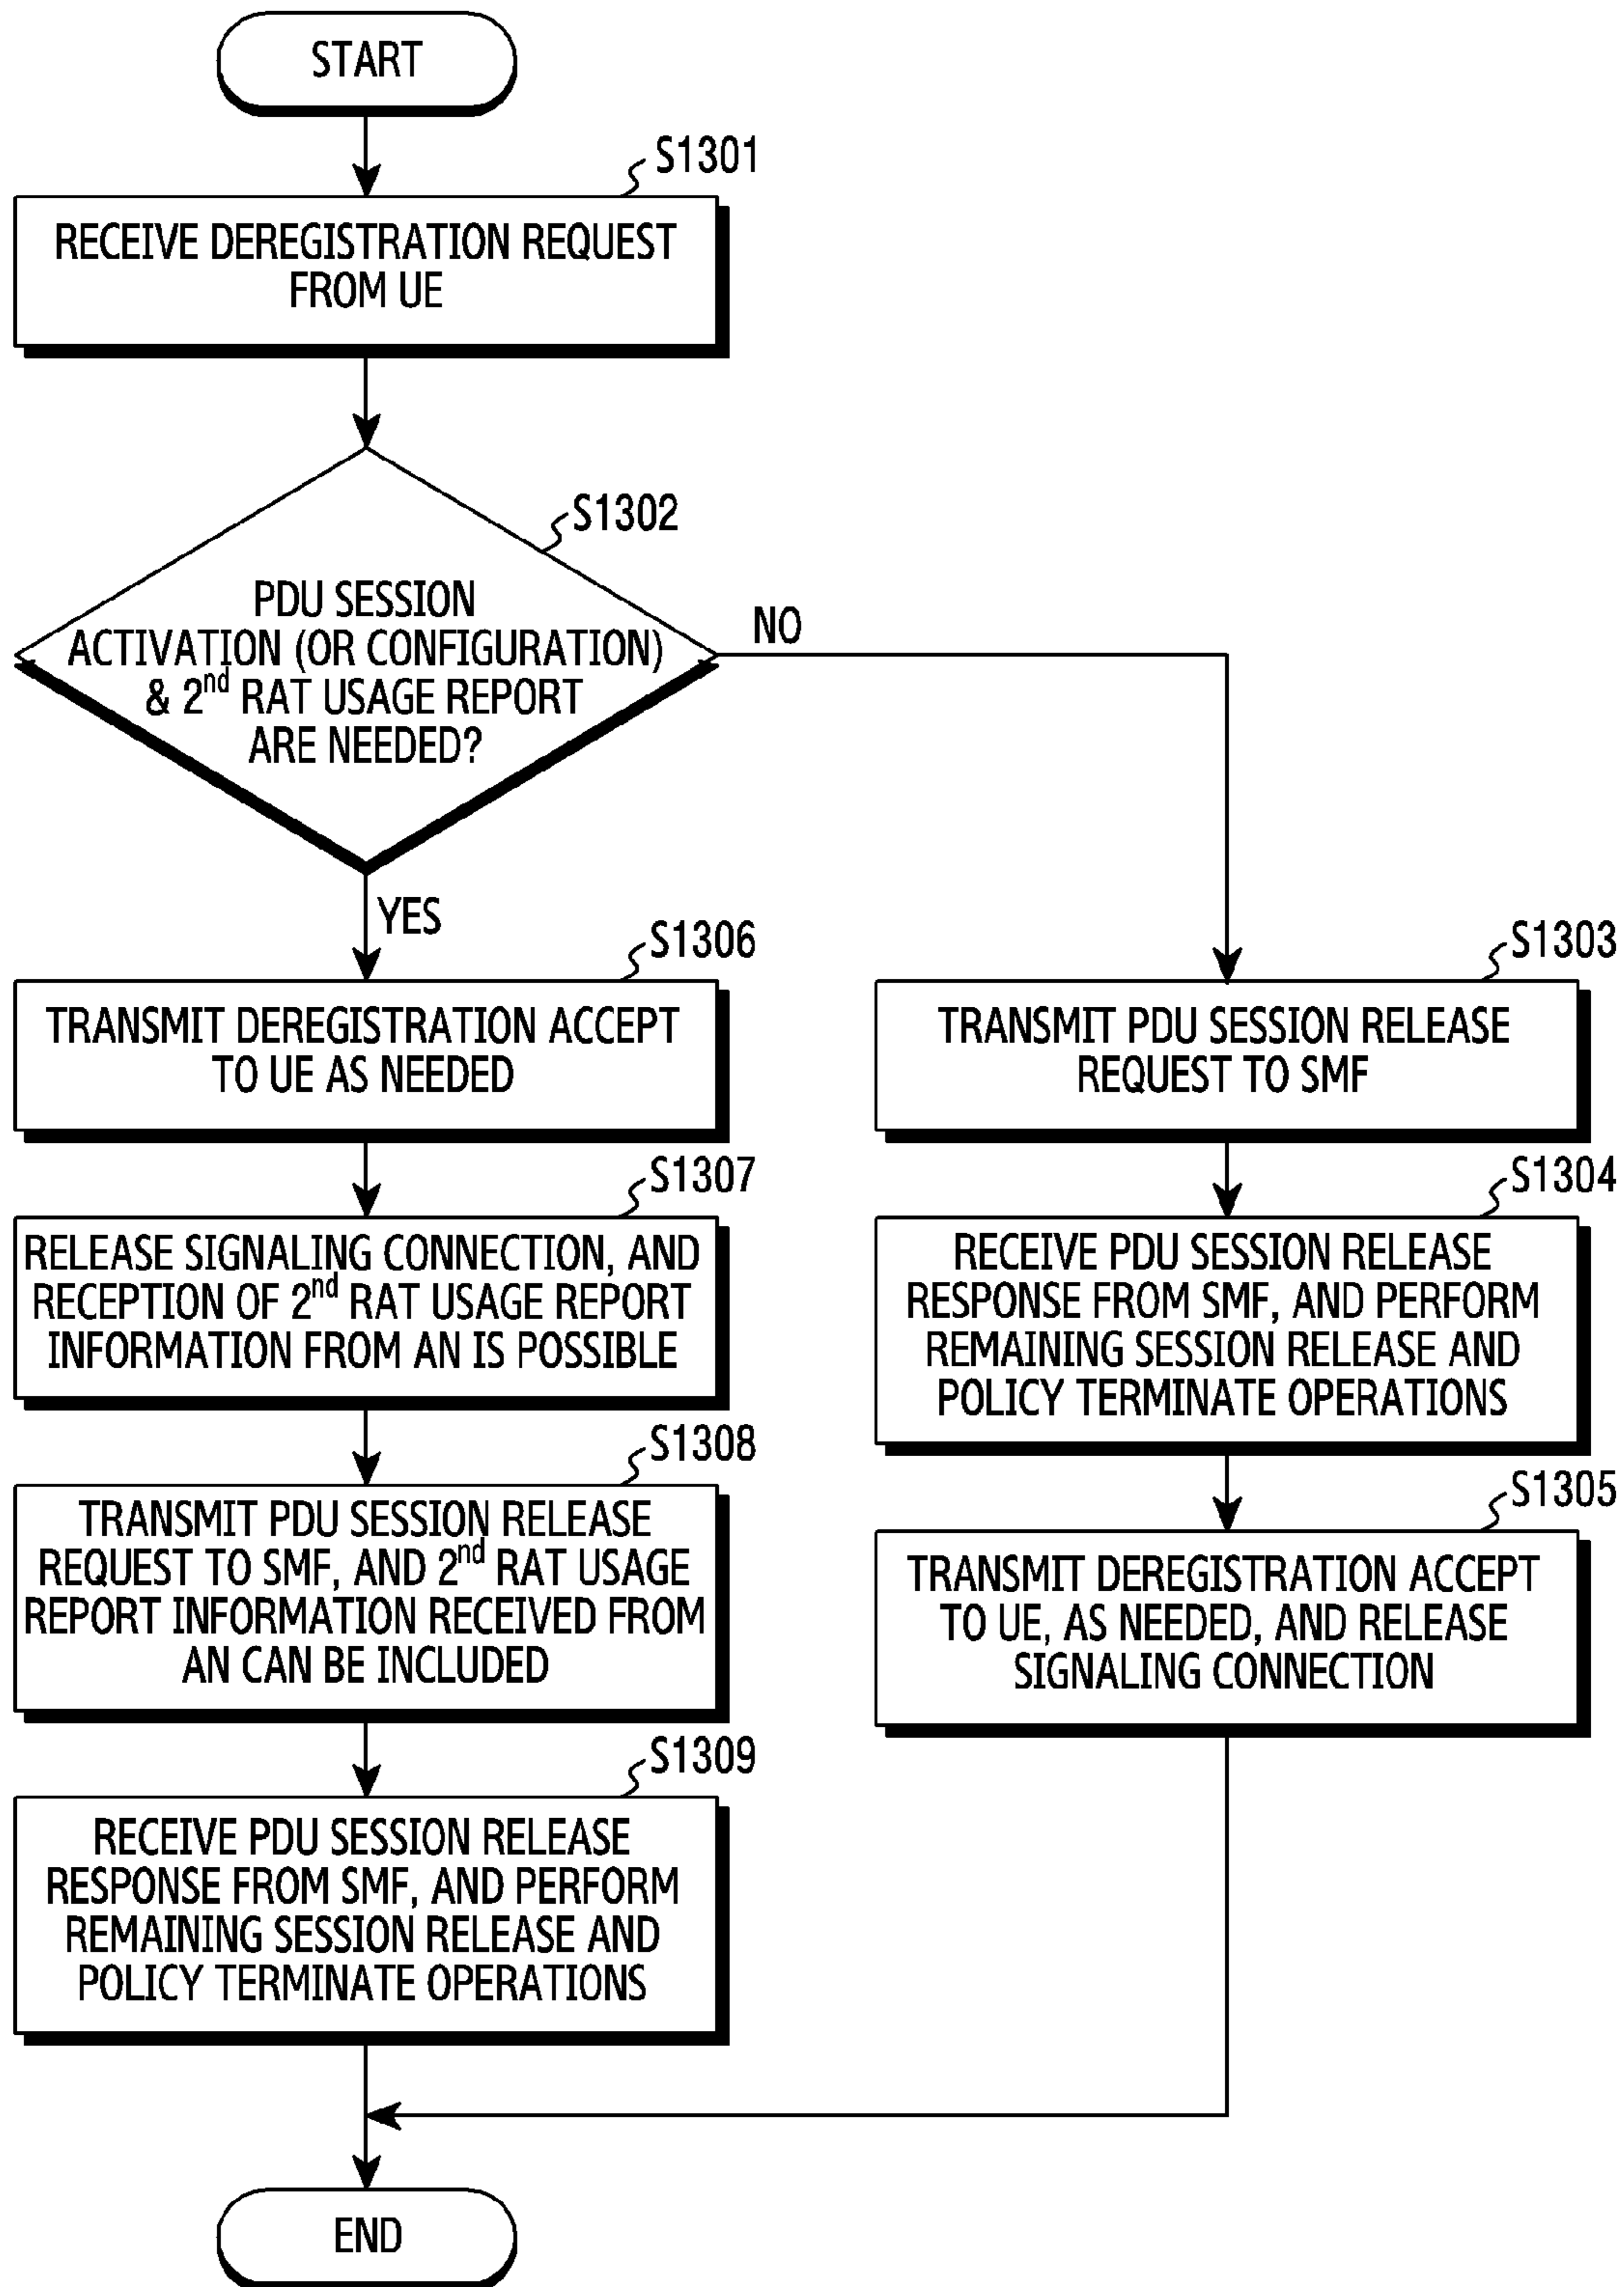 START
S1301
RECEIVE DEREGISTRATION REQUEST
FROM UE
S1302
PDU SESSION
ACTIVATION (OR CONFIGURATION)
& 2nd RAT USAGE REPORT
ARE NEEDED?
NO
YES
S1306
TRANSMIT DEREGISTRATION ACCEPT
TO UE AS NEEDED
S1307
RELEASE SIGNALING CONNECTION, AND
RECEPTION OF 2nd RAT USAGE REPORT
INFORMATION FROM AN IS POSSIBLE
S1308
TRANSMIT PDU SESSION RELEASE
REQUEST TO SMF, AND 2nd RAT USAGE
REPORT INFORMATION RECEIVED FROM
AN CAN BE INCLUDED
S1309
RECEIVE PDU SESSION RELEASE
RESPONSE FROM SMF, AND PERFORM
REMAINING SESSION RELEASE AND
POLICY TERMINATE OPERATIONS
S1303
TRANSMIT PDU SESSION RELEASE
REQUEST TO SMF
S1304
RECEIVE PDU SESSION RELEASE
RESPONSE FROM SMF, AND PERFORM
REMAINING SESSION RELEASE AND
POLICY TERMINATE OPERATIONS
S1305
TRANSMIT DEREGISTRATION ACCEPT
TO UE, AS NEEDED, AND RELEASE
SIGNALING CONNECTION
END